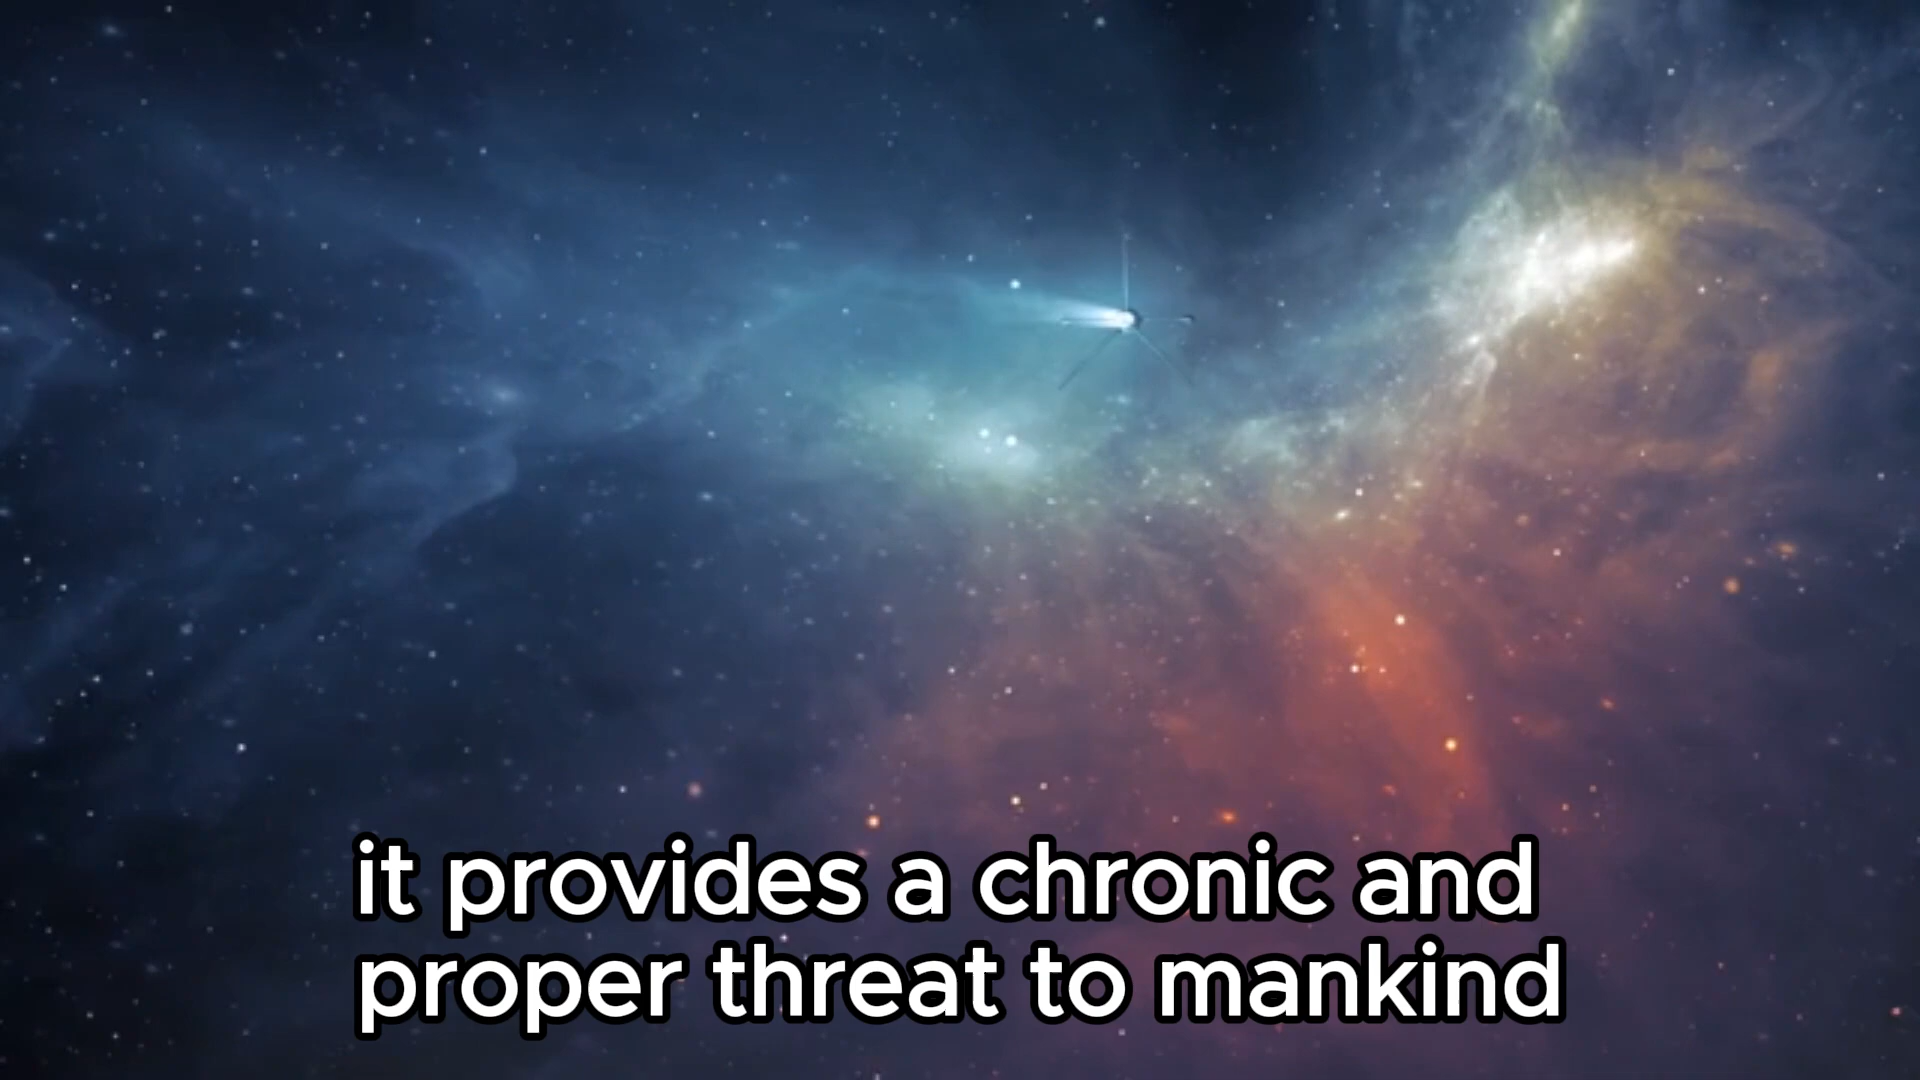 it provides a chronic and
proper threat to mankind